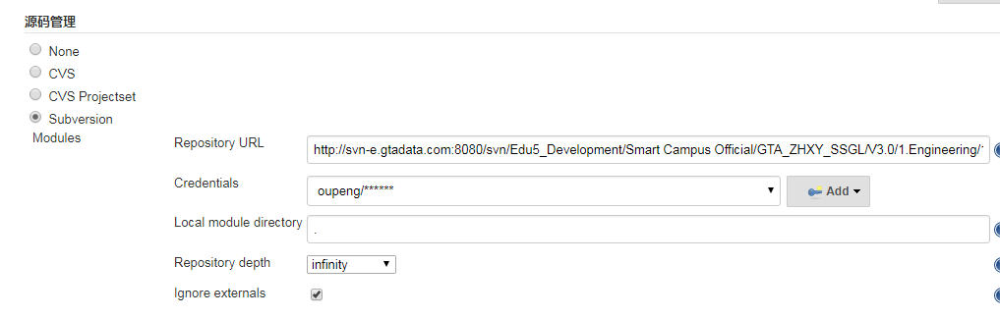 源码管理
None
CVS
CVS Projectset
Subversion
Modules
Repository URL
http://svn-e.gtadata.com:8080/svn/Edu5_Development/Smart Campus Official/GTA_ZHXY_SSGL/V3.0/1.Engineering/
Credentials
oupeng/******
Add
Local module directory
.
Repository depth
infinity
Ignore externals